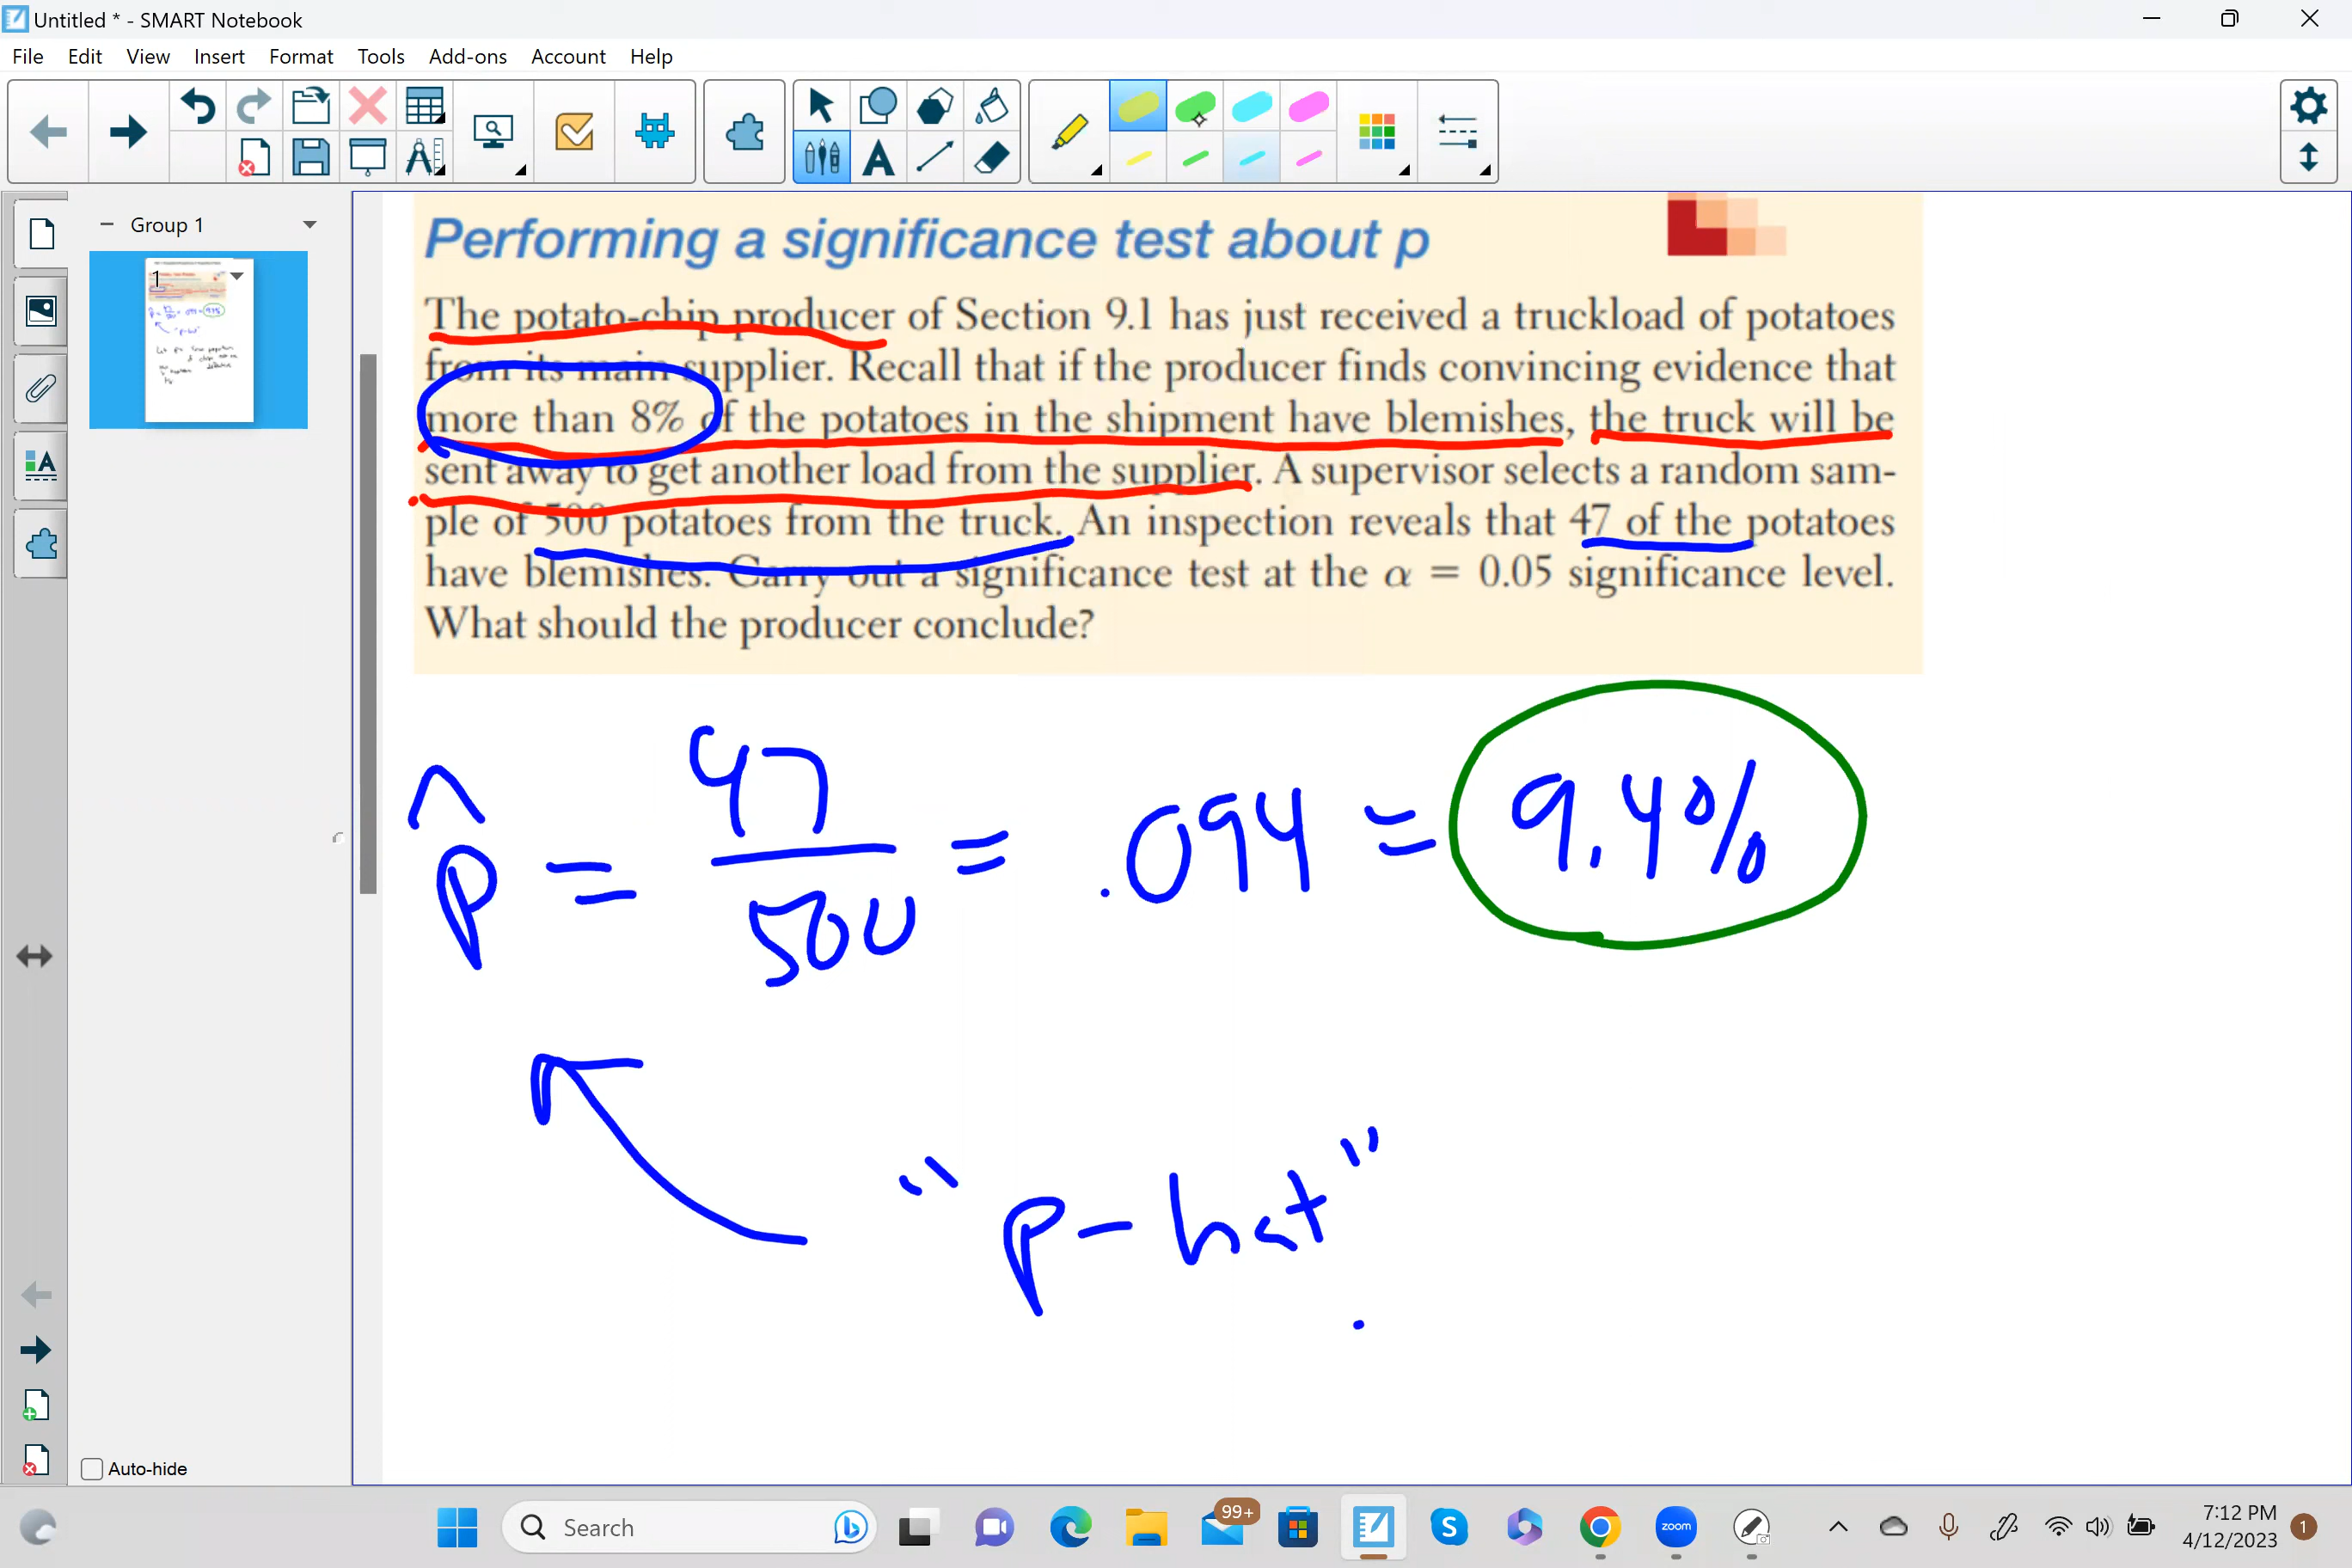 Untitled * - SMART Notebook
File Edit View Insert Format Tools Add-ons Account Help
Group 1
1
Performing a significance test about p
The potato-chip producer of Section 9.1 has just received a truckload of potatoes
from its main supplier. Recall that if the producer finds convincing evidence that
more than 8% of the potatoes in the shipment have blemishes, the truck will be
sent away to get another load from the supplier. A supervisor selects a random sam-
ple of 500 potatoes from the truck. An inspection reveals that 47 of the potatoes
have blemishes. Carry out a significance test at the α = 0.05 significance level.
What should the producer conclude?
p̂ = 47/500 = .094 = 9.4%
"p-hat"
Auto-hide
Search
99+
zoom
7:12 PM
4/12/2023
1